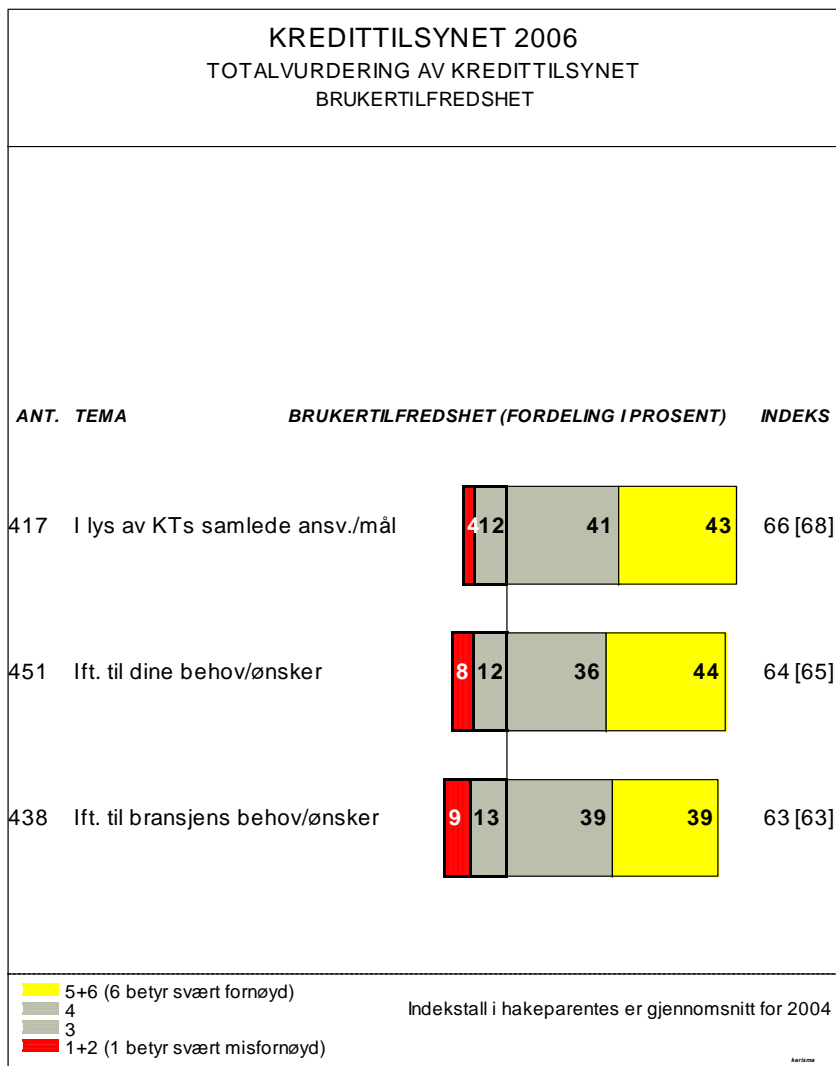 KREDITTILSYNET 2006
TOTALVURDERING AV KREDITTILSYNET
BRUKERTILFREDSHET
ANT. TEMA BRUKERTILFREDSHET (FORDELING I PROSENT) INDEKS
417 I lys av KTs samlede ansv./mål 4 12 41 43 66 [68]
451 Ift. til dine behov/ønsker 8 12 36 44 64 [65]
438 Ift. til bransjens behov/ønsker 9 13 39 39 63 [63]
5+6 (6 betyr svært fornøyd)
4
3
1+2 (1 betyr svært misfornøyd)
Indekstall i hakeparentes er gjennomsnitt for 2004
karisma